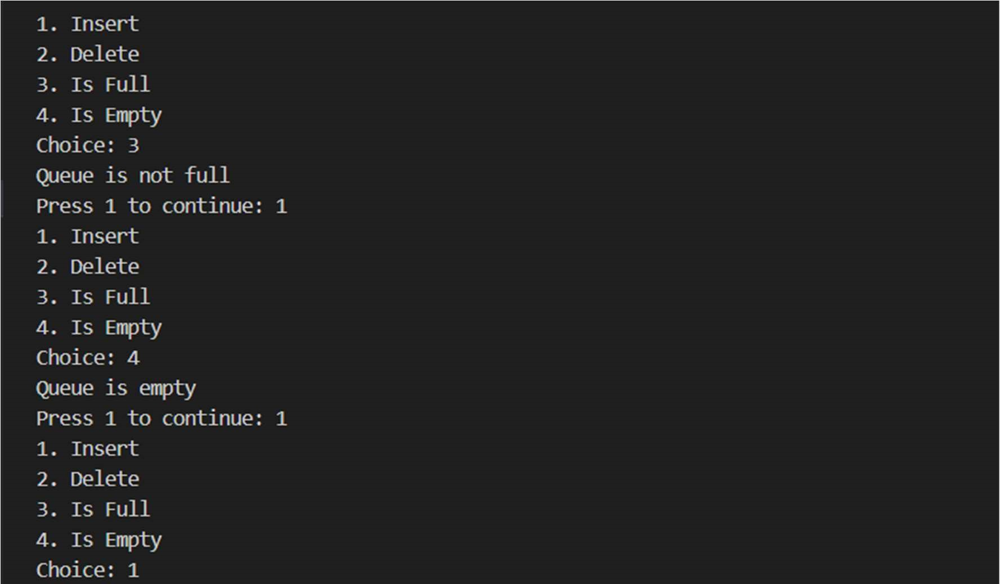 1. Insert
2. Delete
3. Is Full
4. Is Empty
Choice: 3
Queue is not full
Press 1 to continue: 1
1. Insert
2. Delete
3. Is Full
4. Is Empty
Choice: 4
Queue is empty
Press 1 to continue: 1
1. Insert
2. Delete
3. Is Full
4. Is Empty
Choice: 1